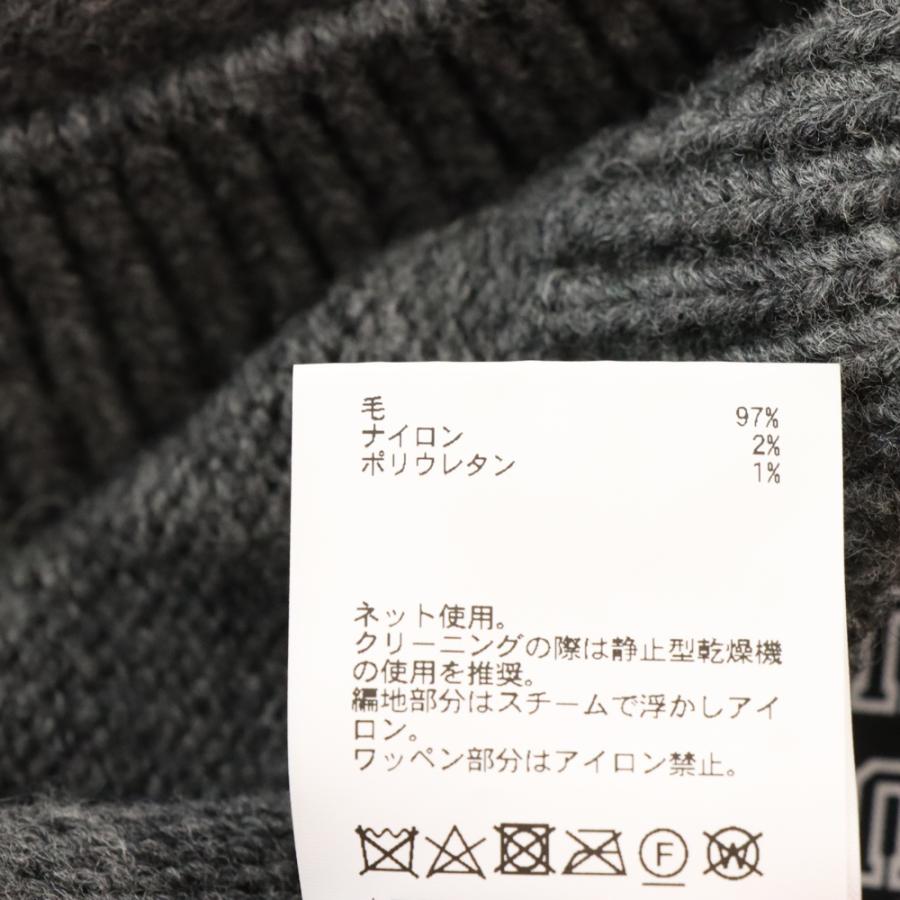 毛 97%
ナイロン 2%
ポリウレタン 1%
ネット使用。
クリーニングの際は静止型乾燥機
の使用を推奨。
編地部分はスチームで浮かしアイ
ロン。
ワッペン部分はアイロン禁止。
F W